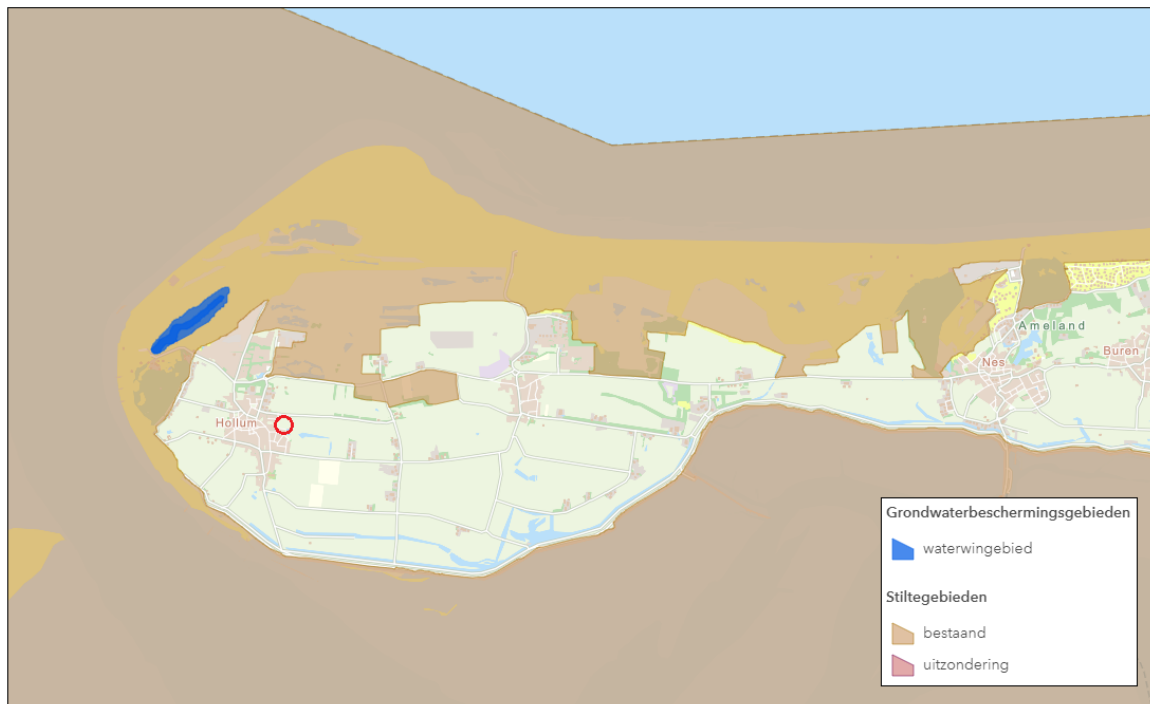 Ameland
Nes
Buren
Hollum
Grondwaterbeschermingsgebieden
waterwingebied
Stiltegebieden
bestaand
uitzondering